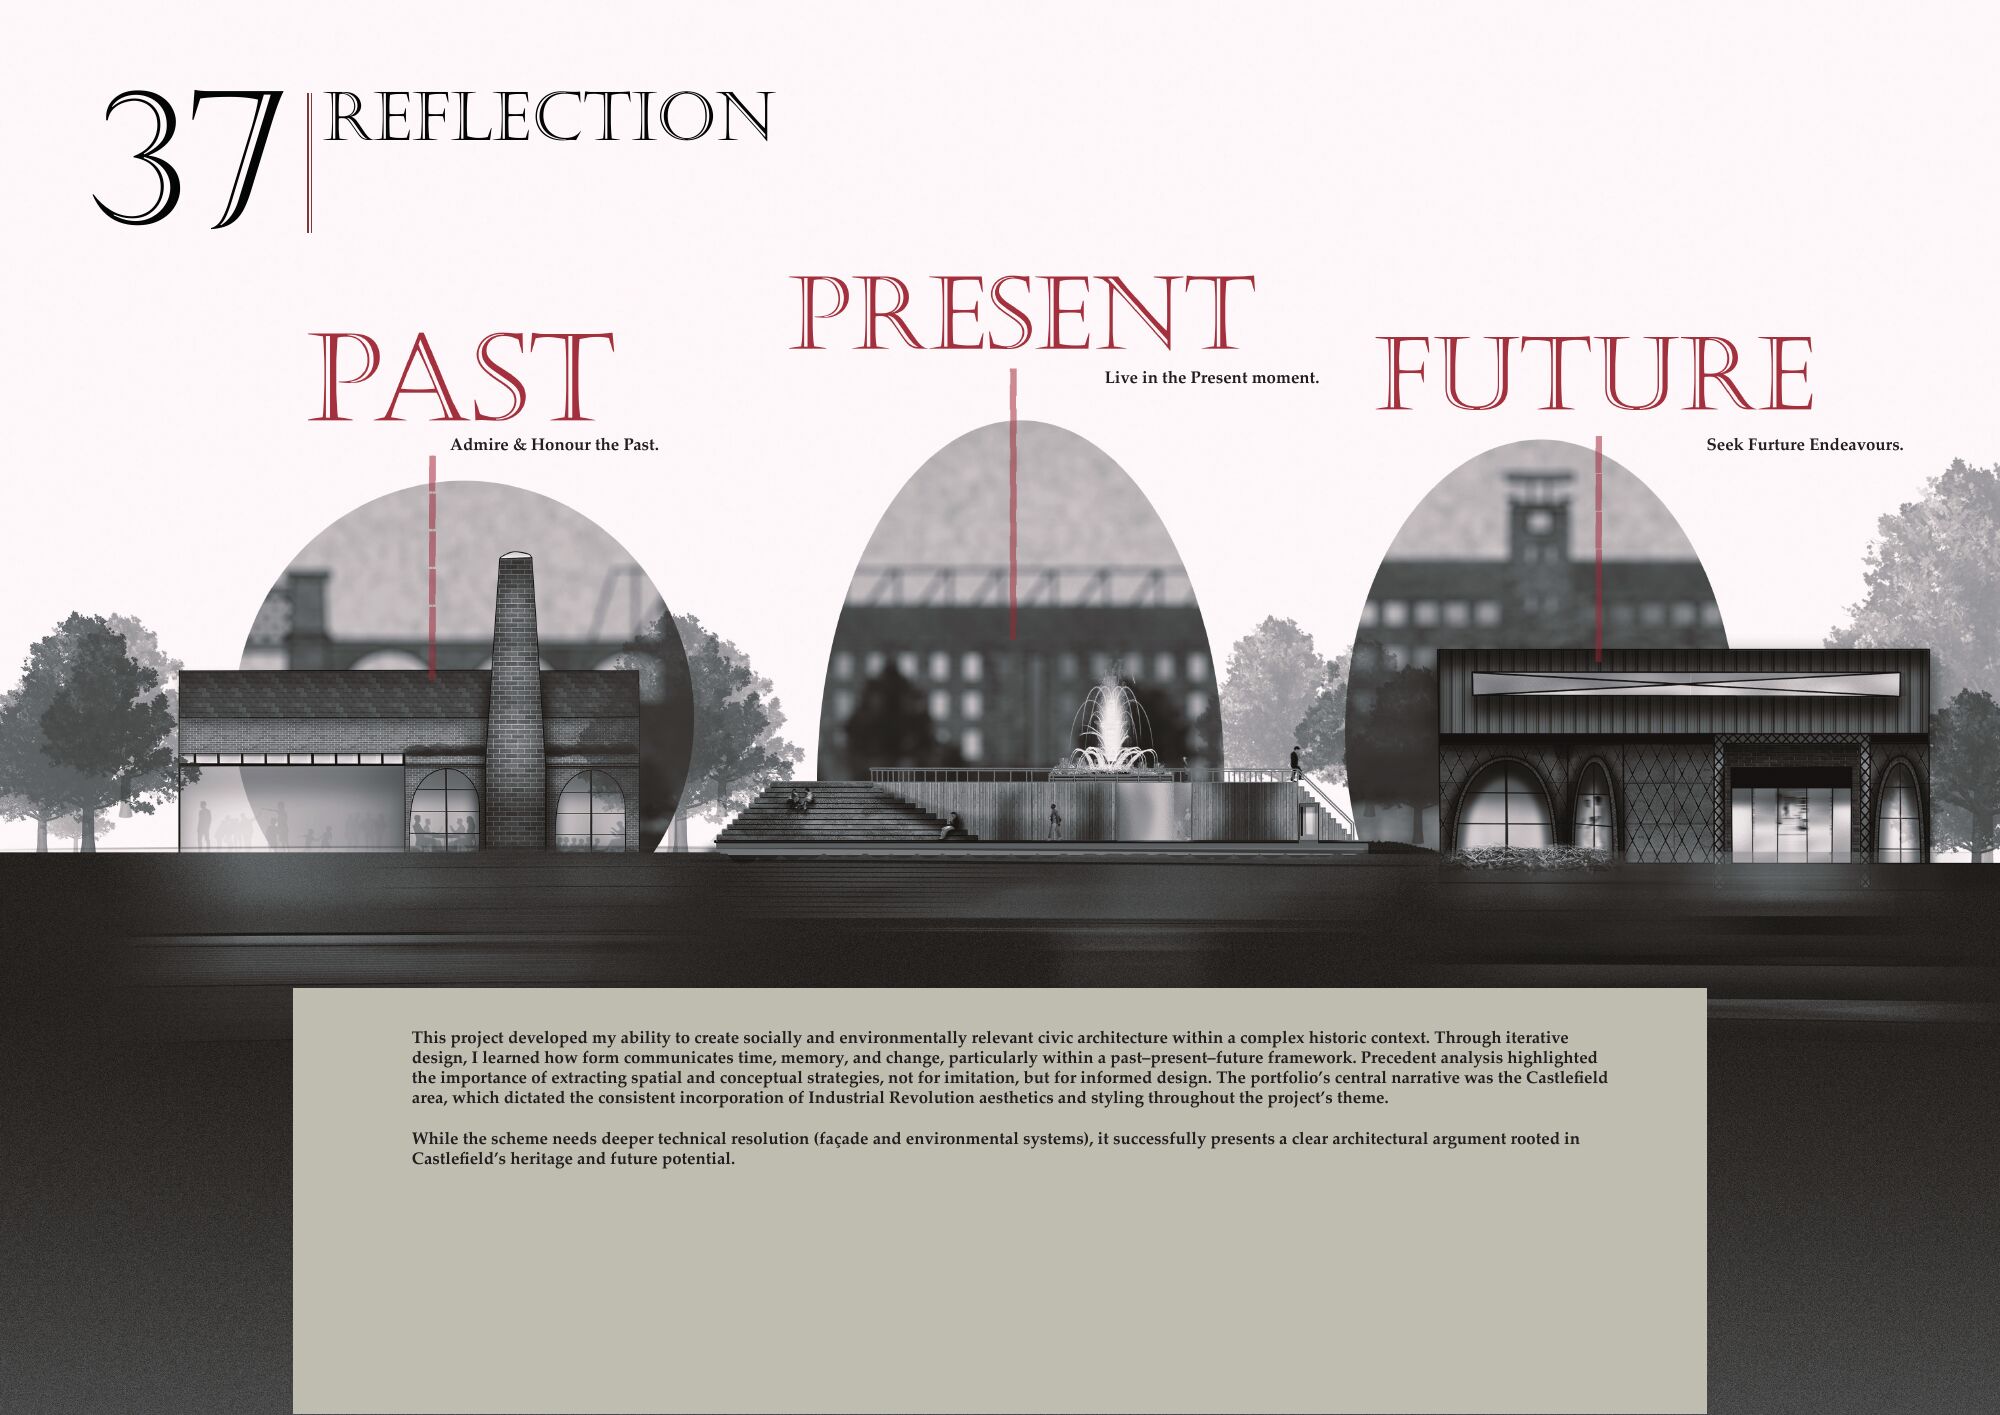 37
REFLECTION
PAST
Admire & Honour the Past.
PRESENT
Live in the Present moment.
FUTURE
Seek Furture Endeavours.
This project developed my ability to create socially and environmentally relevant civic architecture within a complex historic context. Through iterative
design, I learned how form communicates time, memory, and change, particularly within a past–present–future framework. Precedent analysis highlighted
the importance of extracting spatial and conceptual strategies, not for imitation, but for informed design. The portfolio’s central narrative was the Castlefield
area, which dictated the consistent incorporation of Industrial Revolution aesthetics and styling throughout the project’s theme.
While the scheme needs deeper technical resolution (façade and environmental systems), it successfully presents a clear architectural argument rooted in
Castlefield’s heritage and future potential.